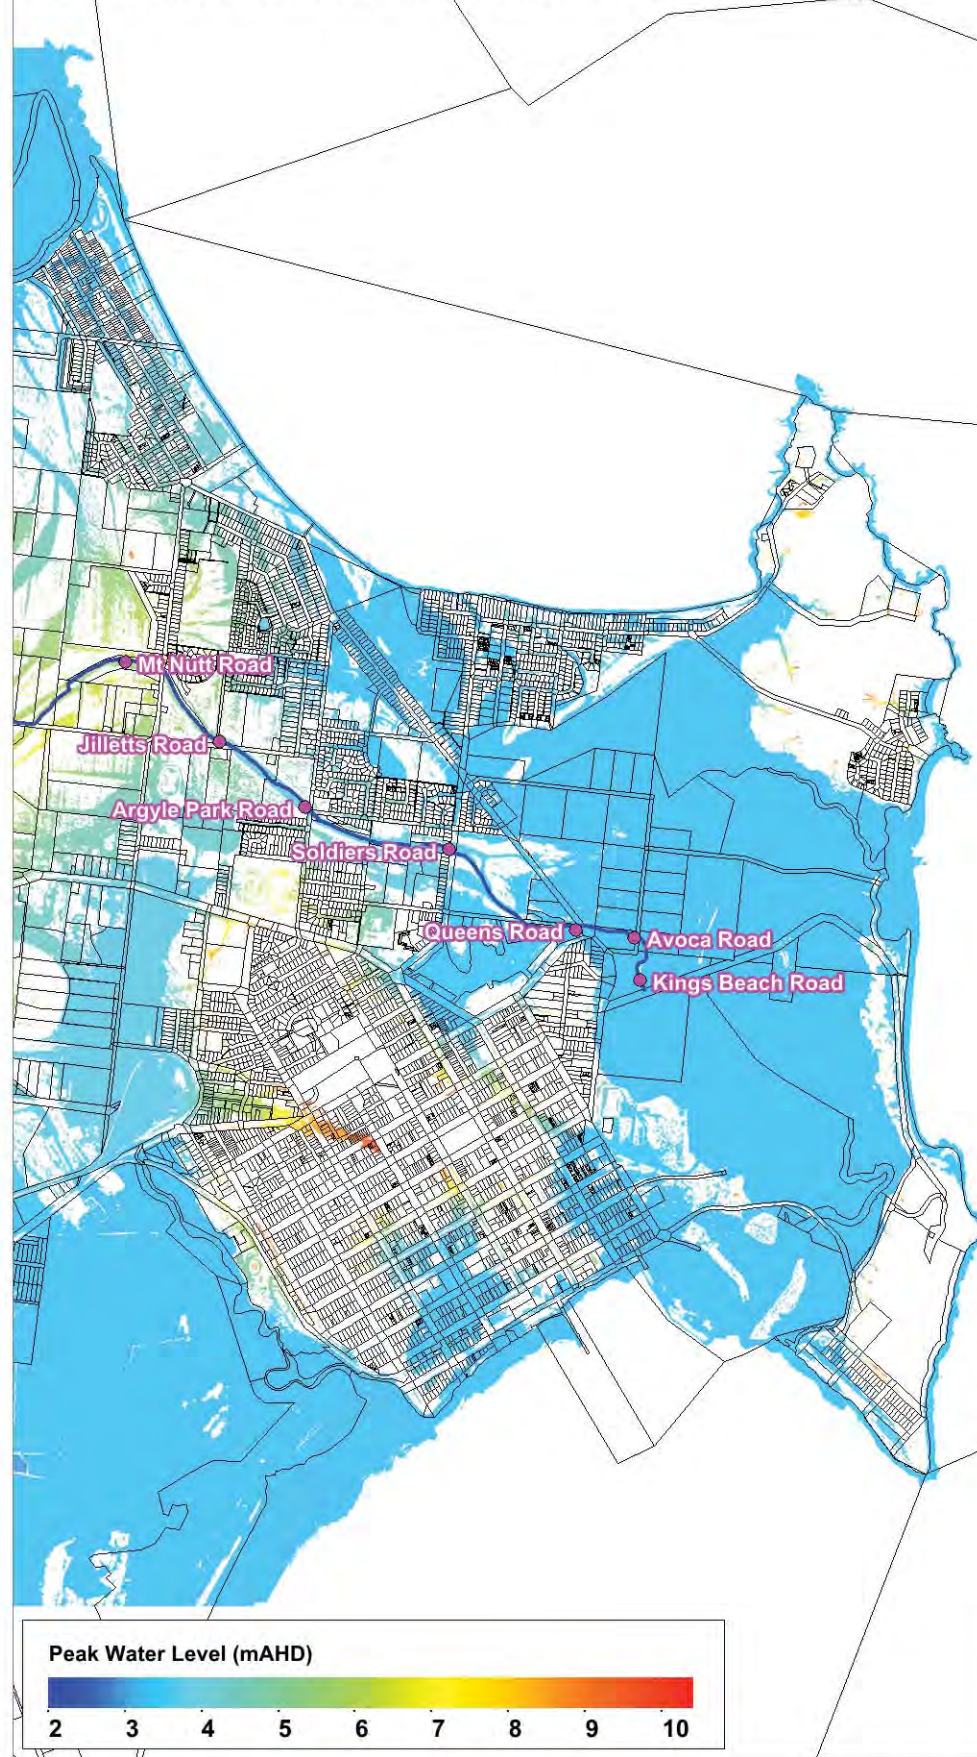 Mt Nutt Road
Jilletts Road
Argyle Park Road
Soldiers Road
Queens Road
Avoca Road
Kings Beach Road
Peak Water Level (mAHD)
2 3 4 5 6 7 8 9 10